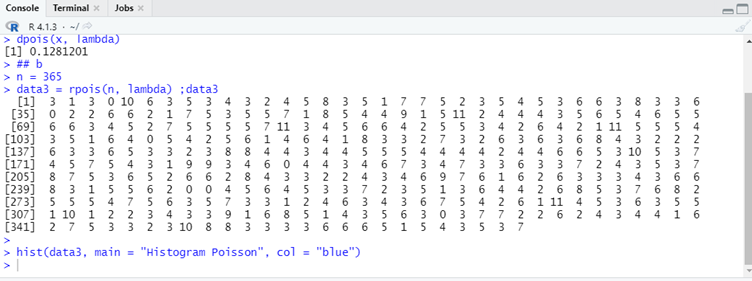 Console Terminal × Jobs ×
R 4.1.3 · ~/
> dpois(x, lambda)
[1] 0.1281201
> ## b
> n = 365
> data3 = rpois(n, lambda) ;data3
[1] 3 1 3 0 10 6 3 5 3 4 3 2 4 5 8 3 5 1 7 7 5 2 3 5 4 5 3 6 6 3 8 3 3 6
[35] 0 2 2 6 6 2 1 7 5 3 5 5 7 1 8 5 4 4 9 1 5 11 2 4 4 4 3 5 6 5 4 6 5 5
[69] 6 6 3 4 5 2 7 5 5 5 5 7 11 3 4 5 6 6 4 2 5 5 3 4 2 6 4 2 1 11 5 5 5 4
[103] 3 5 1 6 4 0 5 4 2 5 6 1 4 6 4 1 8 3 3 2 7 3 2 6 3 6 3 6 8 4 3 2 2 2
[137] 6 3 3 6 5 3 3 2 3 8 8 4 4 3 4 4 5 5 5 5 4 4 4 4 2 4 4 6 6 5 3 10 5 3 7
[171] 4 5 7 5 4 3 1 9 9 3 4 6 0 4 4 3 4 6 7 3 4 7 3 3 6 3 3 7 2 4 3 5 3 7
[205] 8 7 5 3 6 5 2 6 6 2 8 4 3 3 2 2 4 3 4 6 9 7 6 1 6 2 6 3 3 3 4 3 6 6
[239] 8 3 1 5 5 6 2 0 0 4 5 6 4 5 3 3 7 2 3 5 1 3 6 4 4 2 6 8 5 3 7 6 8 2
[273] 5 5 5 4 7 5 6 3 5 7 3 3 1 2 4 6 3 4 3 6 7 5 4 2 6 1 11 4 5 3 6 3 5 5
[307] 1 10 1 2 2 3 4 3 3 9 1 6 8 5 1 4 3 5 6 3 0 3 7 7 2 2 6 2 4 3 4 4 1 6
[341] 2 7 5 3 3 2 3 10 8 8 3 3 3 3 6 6 6 5 1 5 4 3 5 3 7
>
> hist(data3, main = "Histogram Poisson", col = "blue")
>